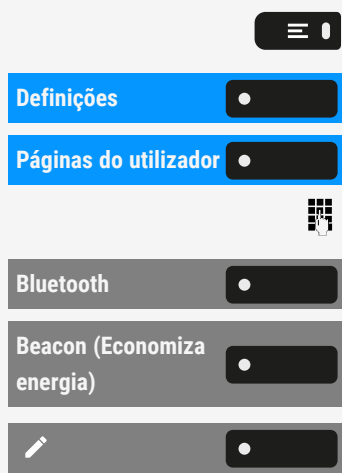 Definições
Páginas do utilizador
Bluetooth
Beacon (Economiza
energia)